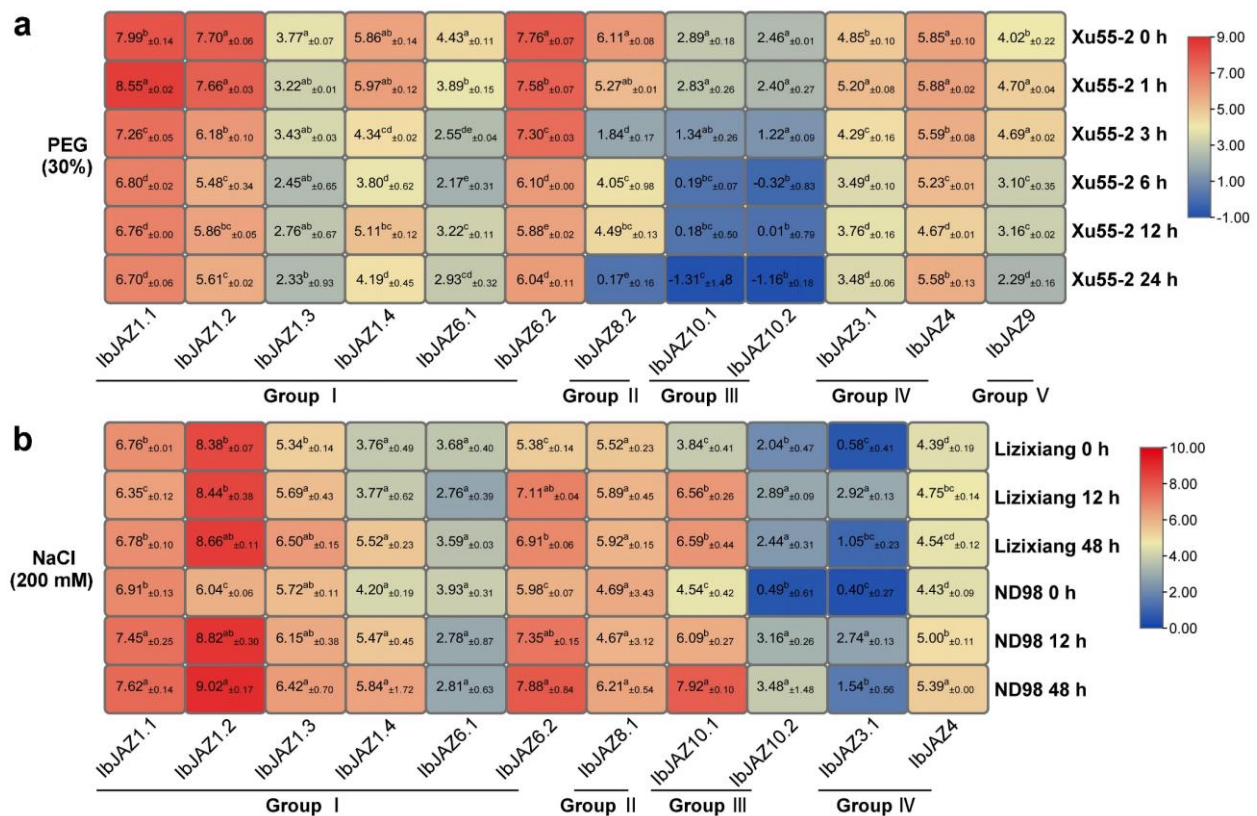 a
7.99b±0.14 7.70a±0.06 3.77a±0.07 5.86ab±0.14 4.43a±0.11 7.76a±0.07 6.11a±0.08 2.89a±0.18 2.46a±0.01 4.85b±0.10 5.85a±0.10 4.02b±0.22 Xu55-2 0 h
8.55a±0.02 7.66a±0.03 3.22ab±0.01 5.97ab±0.12 3.89b±0.15 7.58b±0.07 5.27ab±0.01 2.83a±0.26 2.40a±0.27 5.20a±0.08 5.88a±0.02 4.70a±0.04 Xu55-2 1 h
7.26c±0.05 6.18b±0.10 3.43ab±0.03 4.34cd±0.02 2.55de±0.04 7.30c±0.03 1.84d±0.17 1.34ab±0.26 1.22a±0.09 4.29c±0.16 5.59b±0.08 4.69a±0.02 Xu55-2 3 h
6.80d±0.02 5.48c±0.34 2.45ab±0.65 3.80d±0.62 2.17e±0.31 6.10d±0.00 4.05c±0.98 0.19bc±0.07 -0.32b±0.83 3.49d±0.10 5.23c±0.01 3.10c±0.35 Xu55-2 6 h
6.76d±0.00 5.86bc±0.05 2.76ab±0.67 5.11bc±0.12 3.22c±0.11 5.88e±0.02 4.49bc±0.13 0.18bc±0.50 0.01b±0.79 3.76d±0.16 4.67d±0.01 3.16c±0.02 Xu55-2 12 h
6.70d±0.06 5.61c±0.02 2.33b±0.93 4.19d±0.45 2.93cd±0.32 6.04d±0.11 0.17e±0.16 -1.31c±1.48 -1.16b±0.18 3.48d±0.06 5.58b±0.13 2.29d±0.16 Xu55-2 24 h
PEG
(30%)
9.00
7.00
5.00
3.00
1.00
-1.00
IbJAZ1.1 IbJAZ1.2 IbJAZ1.3 IbJAZ1.4 IbJAZ6.1 IbJAZ6.2 IbJAZ8.2 IbJAZ10.1 IbJAZ10.2 IbJAZ3.1 IbJAZ4 IbJAZ9
Group Ⅰ Group Ⅱ Group Ⅲ Group Ⅳ Group Ⅴ
b
6.76b±0.01 8.38b±0.07 5.34b±0.14 3.76a±0.49 3.68a±0.40 5.38c±0.14 5.52a±0.23 3.84c±0.41 2.04b±0.47 0.58c±0.41 4.39d±0.19 Lizixiang 0 h
6.35c±0.12 8.44b±0.38 5.69a±0.43 3.77a±0.62 2.76a±0.39 7.11ab±0.04 5.89a±0.45 6.56b±0.26 2.89a±0.09 2.92a±0.13 4.75bc±0.14 Lizixiang 12 h
6.78b±0.10 8.66ab±0.11 6.50ab±0.15 5.52a±0.23 3.59a±0.03 6.91b±0.06 5.92a±0.15 6.59b±0.44 2.44a±0.31 1.05bc±0.23 4.54cd±0.12 Lizixiang 48 h
6.91b±0.13 6.04c±0.06 5.72ab±0.11 4.20a±0.19 3.93a±0.31 5.98c±0.07 4.69a±3.43 4.54c±0.42 0.49b±0.61 0.40c±0.27 4.43d±0.09 ND98 0 h
7.45a±0.25 8.82ab±0.30 6.15ab±0.38 5.47a±0.45 2.78a±0.87 7.35ab±0.15 4.67a±3.12 6.09b±0.27 3.16a±0.26 2.74a±0.13 5.00b±0.11 ND98 12 h
7.62a±0.14 9.02a±0.17 6.42a±0.70 5.84a±1.72 2.81a±0.63 7.88a±0.84 6.21a±0.54 7.92a±0.10 3.48a±1.48 1.54b±0.56 5.39a±0.00 ND98 48 h
NaCl
(200 mM)
10.00
8.00
6.00
4.00
2.00
0.00
IbJAZ1.1 IbJAZ1.2 IbJAZ1.3 IbJAZ1.4 IbJAZ6.1 IbJAZ6.2 IbJAZ8.1 IbJAZ10.1 IbJAZ10.2 IbJAZ3.1 IbJAZ4
Group Ⅰ Group Ⅱ Group Ⅲ Group Ⅳ